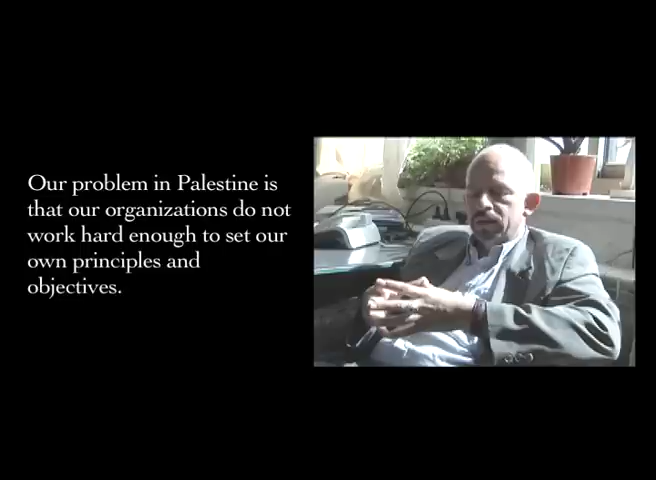 Our problem in Palestine is
that our organizations do not
work hard enough to set our
own principles and
objectives.